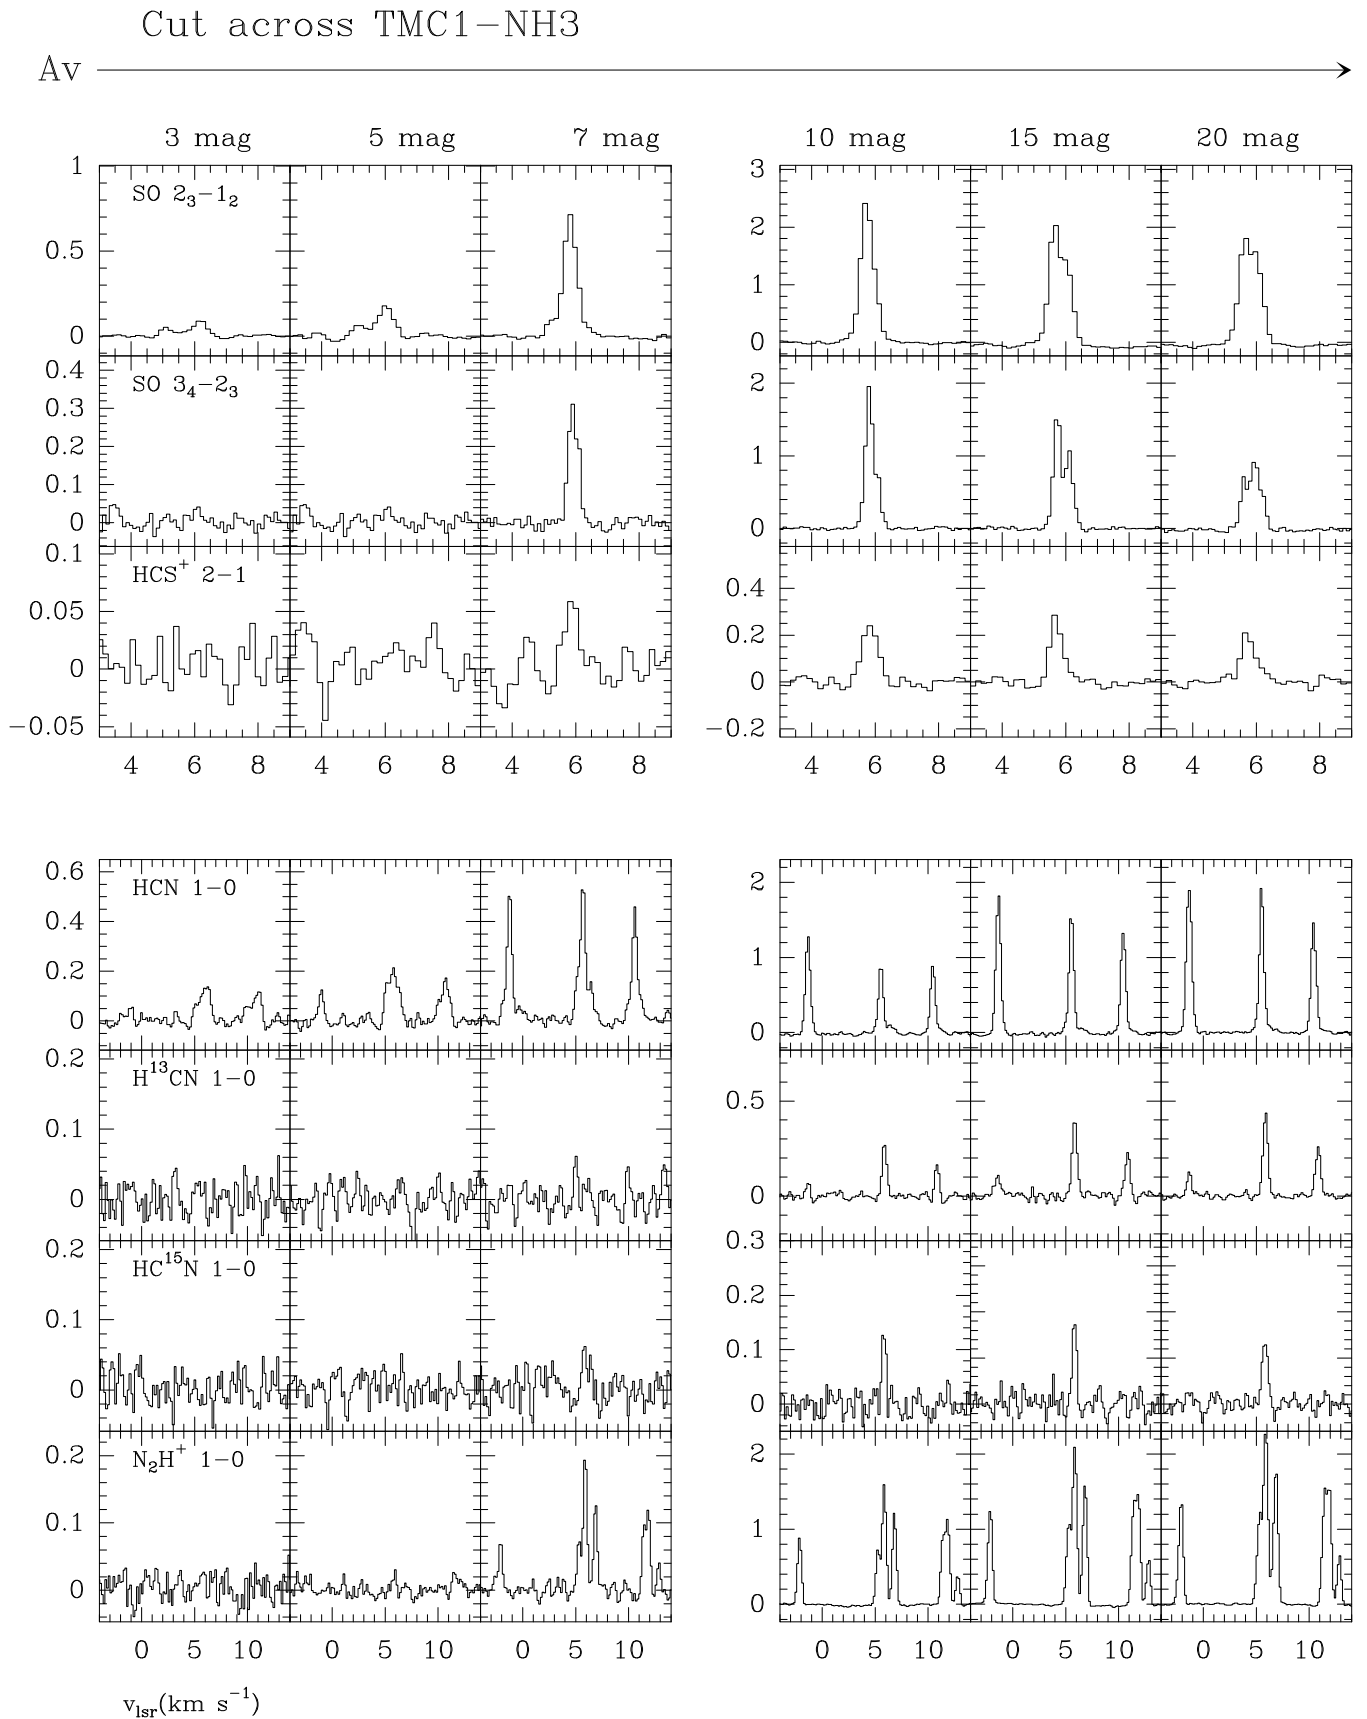 Cut across TMC1−NH3
Av
3 mag 5 mag 7 mag 10 mag 15 mag 20 mag
1 3
SO 2₃−1₂
2
0.5
1
0 0
0.4
SO 3₄−2₃
2
0.3
0.2
1
0.1
0 0
0.1
HCS⁺ 2−1
0.4
0.05
0.2
0 0
−0.05 −0.2
4 6 8 4 6 8 4 6 8 4 6 8 4 6 8 4 6 8
0.6
HCN 1−0
2
0.4
1
0.2
0 0
0.2
H¹³CN 1−0
0.5
0.1
0 0
0.2 0.3
HC¹⁵N 1−0
0.2
0.1
0.1
0 0
0.2 2
N₂H⁺ 1−0
0.1 1
0 0
0 5 10 0 5 10 0 5 10 0 5 10 0 5 10 0 5 10
v_lsr(km s⁻¹)